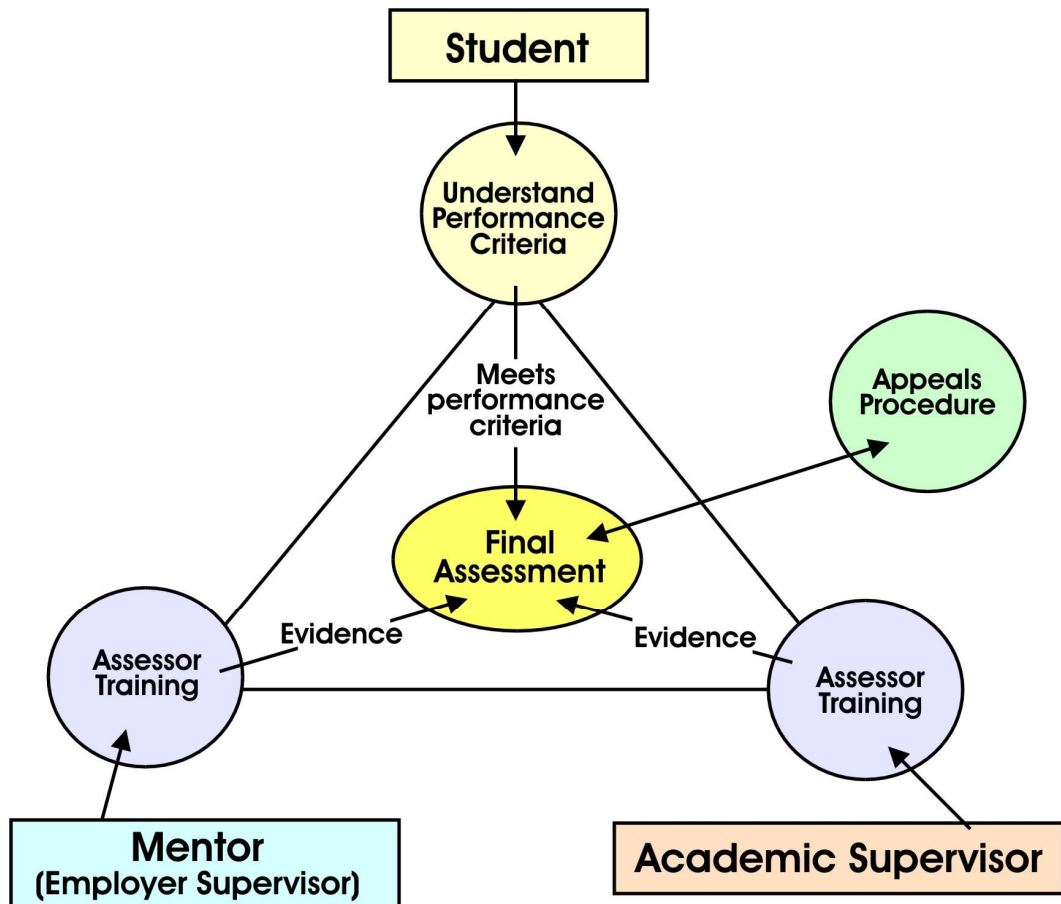 Student
Understand
Performance
Criteria
Meets
performance
criteria
Appeals
Procedure
Final
Assessment
Evidence
Evidence
Assessor
Training
Assessor
Training
Mentor
(Employer Supervisor)
Academic Supervisor